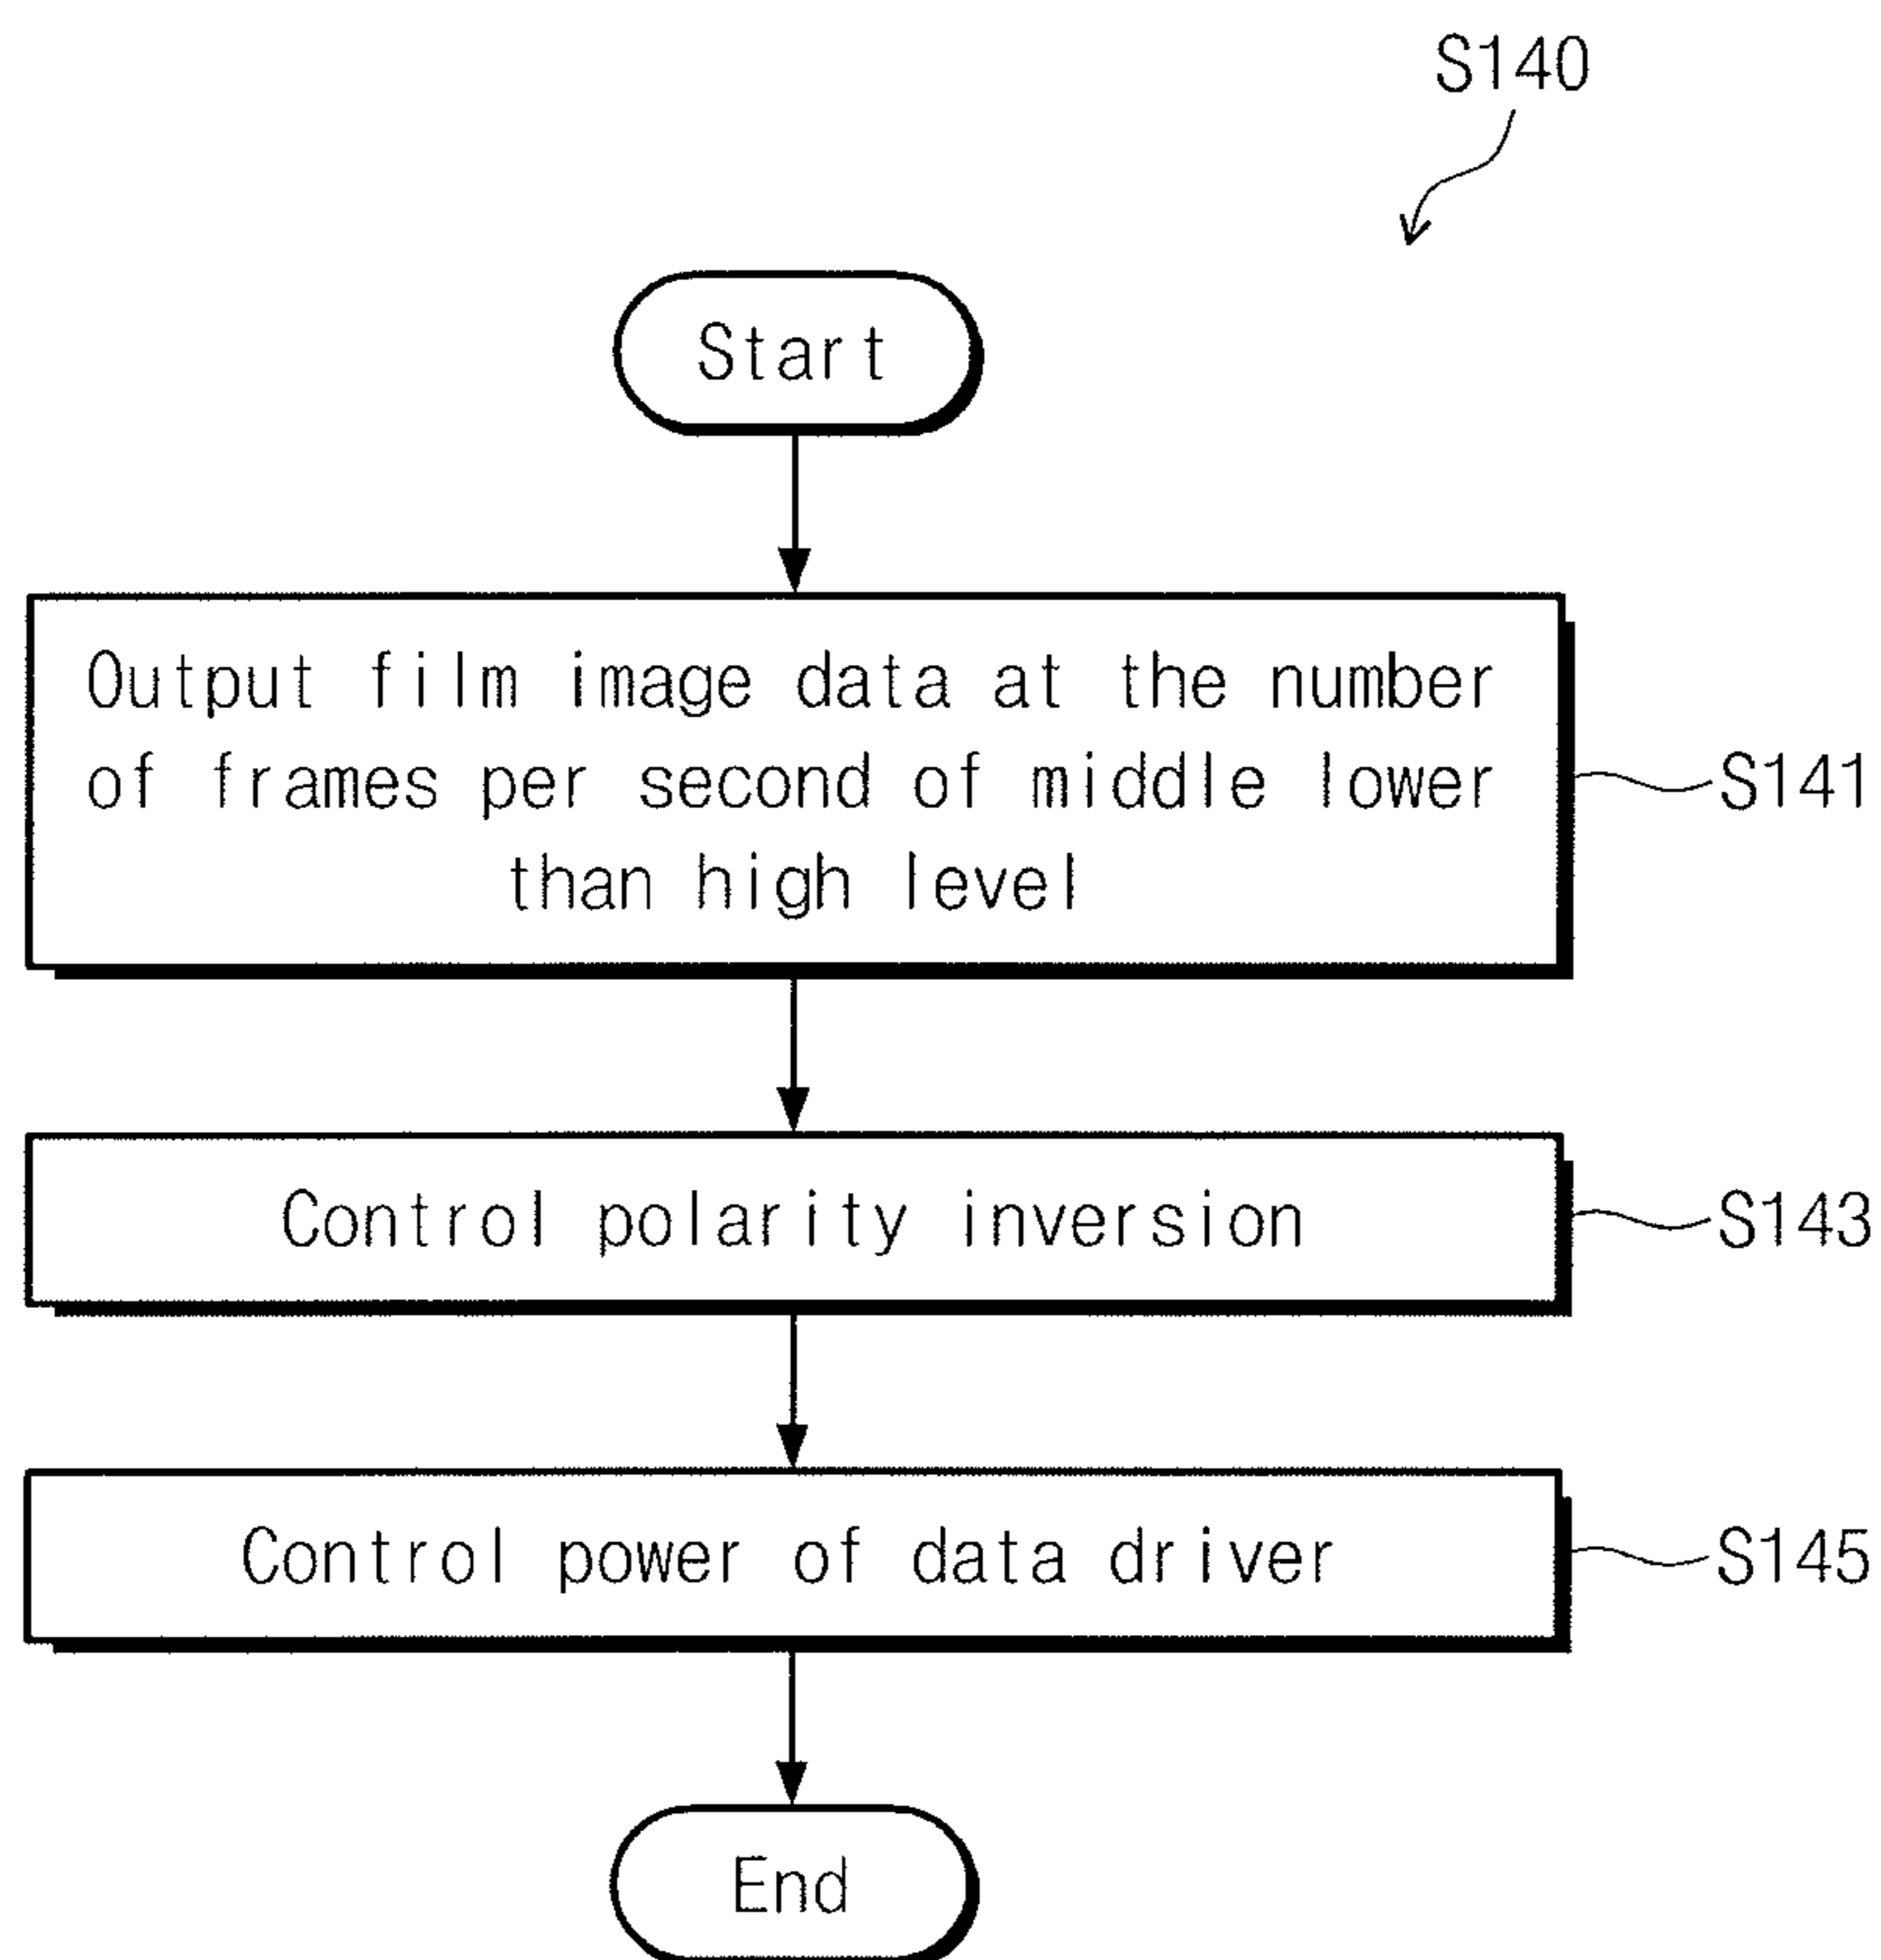 S140
Start
Output film image data at the number
of frames per second of middle lower
than high level
S141
Control polarity inversion
S143
Control power of data driver
S145
End